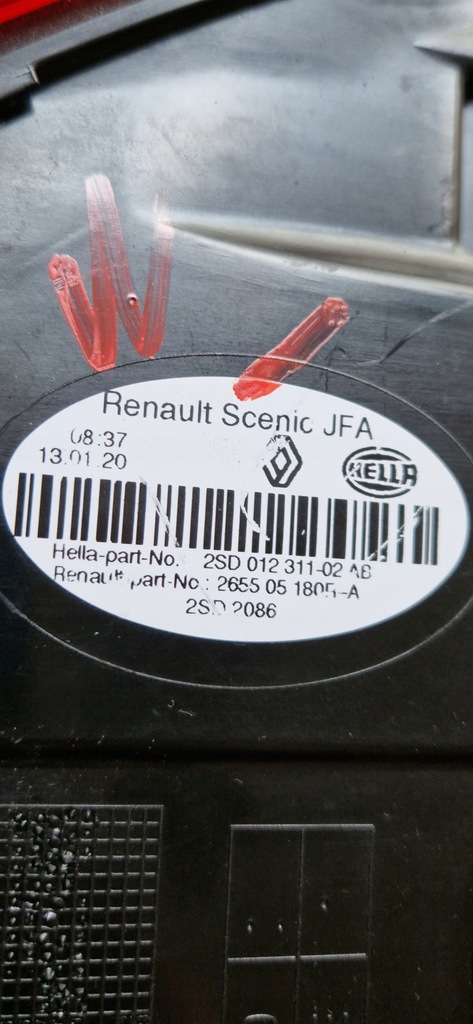 Renault Scenic JFA
08:37
13.01.20
HELLA
Hella-part-No. 2SD 012 311-02 AB
Renault part-No.: 2655 05 180R-A
2SD 2086